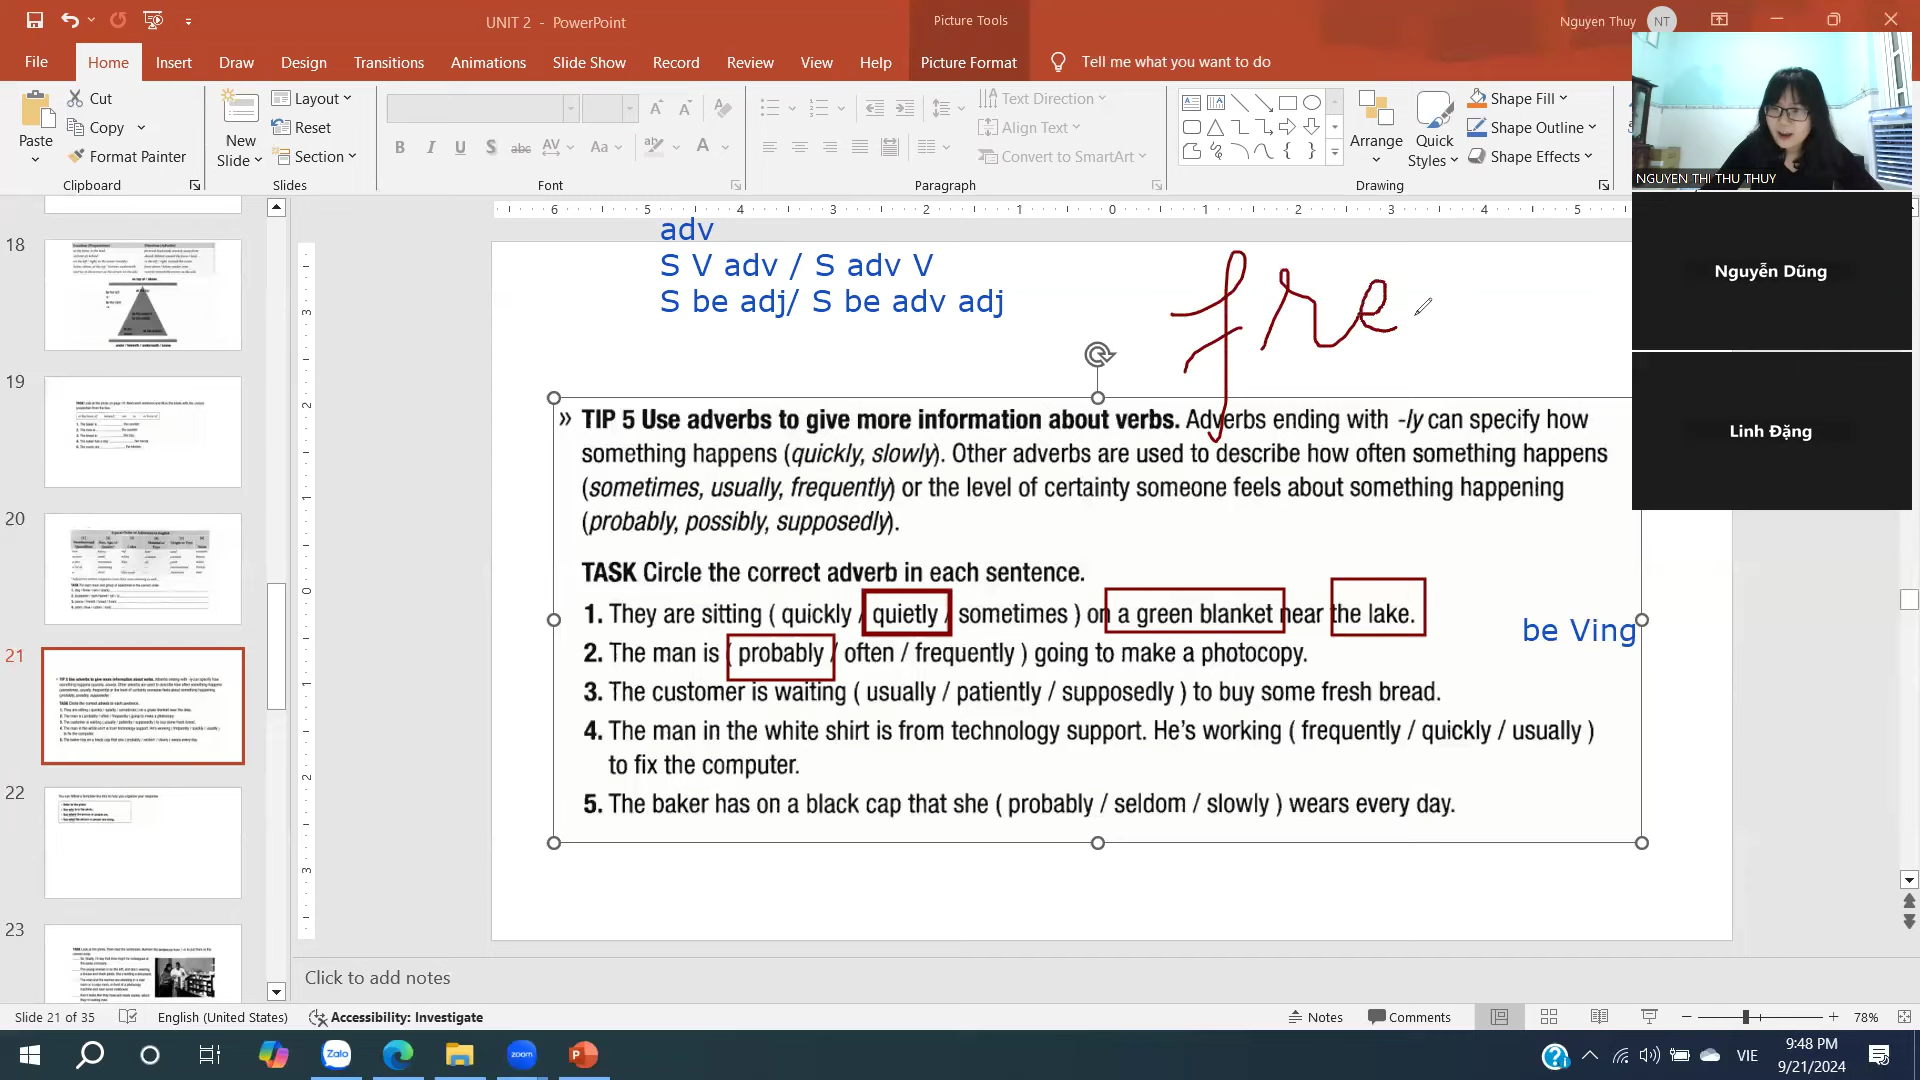 UNIT 2 - PowerPoint
Picture Tools
Nguyen Thuy
NT
File
Home
Insert
Draw
Design
Transitions
Animations
Slide Show
Record
Review
View
Help
Picture Format
Tell me what you want to do
Paste
Cut
Copy
Format Painter
Clipboard
New
Slide
Layout
Reset
Section
Slides
Font
Text Direction
Align Text
Convert to SmartArt
Paragraph
Arrange
Quick
Styles
Shape Fill
Shape Outline
Shape Effects
Drawing
NGUYEN THI THU THUY
Nguyễn Dũng
Linh Đặng
18
19
20
21
22
23
adv
S V adv / S adv V
S be adj/ S be adv adj
fre
» TIP 5 Use adverbs to give more information about verbs. Adverbs ending with -ly can specify how
something happens (quickly, slowly). Other adverbs are used to describe how often something happens
(sometimes, usually, frequently) or the level of certainty someone feels about something happening
(probably, possibly, supposedly).
TASK Circle the correct adverb in each sentence.
1. They are sitting ( quickly / quietly / sometimes ) on a green blanket near the lake.
be Ving
2. The man is ( probably / often / frequently ) going to make a photocopy.
3. The customer is waiting ( usually / patiently / supposedly ) to buy some fresh bread.
4. The man in the white shirt is from technology support. He's working ( frequently / quickly / usually )
to fix the computer.
5. The baker has on a black cap that she ( probably / seldom / slowly ) wears every day.
Click to add notes
Slide 21 of 35
English (United States)
Accessibility: Investigate
Notes
Comments
78%
Zalo
zoom
VIE
9:48 PM
9/21/2024